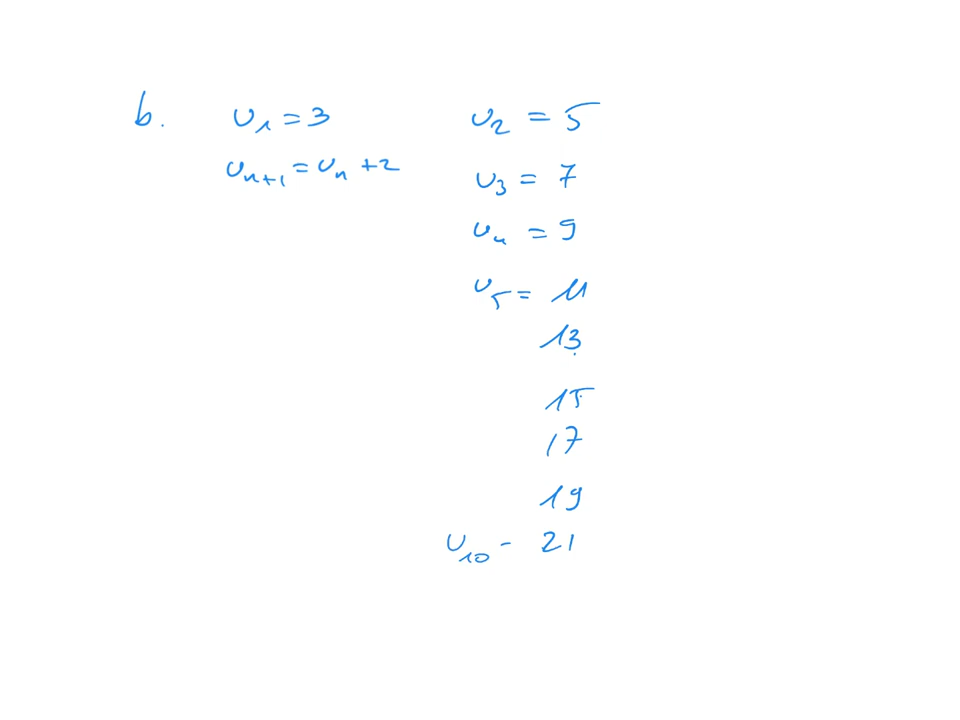 b. U₁ = 3 U₂ = 5
Uₙ₊₁ = Uₙ + 2 U₃ = 7
U₄ = 9
U₅ = 11
13
15
17
19
U₁₀ - 21